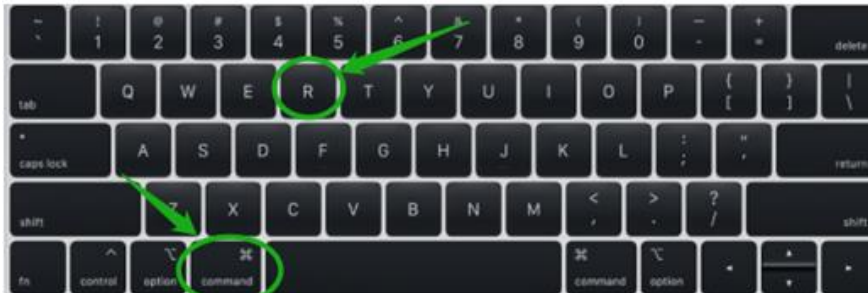 ~ ! @ # $ % ^ & * ( ) — +
` 1 2 3 4 5 6 7 8 9 0 - = delete
tab Q W E R T Y U I O P { [ } ] | \
caps lock A S D F G H J K L : ; " ' return
shift Z X C V B N M < , > . ? / shift
fn ^ control ⌥ option ⌘ command ⌘ command ⌥ option ◄ ▲ ▼ ►